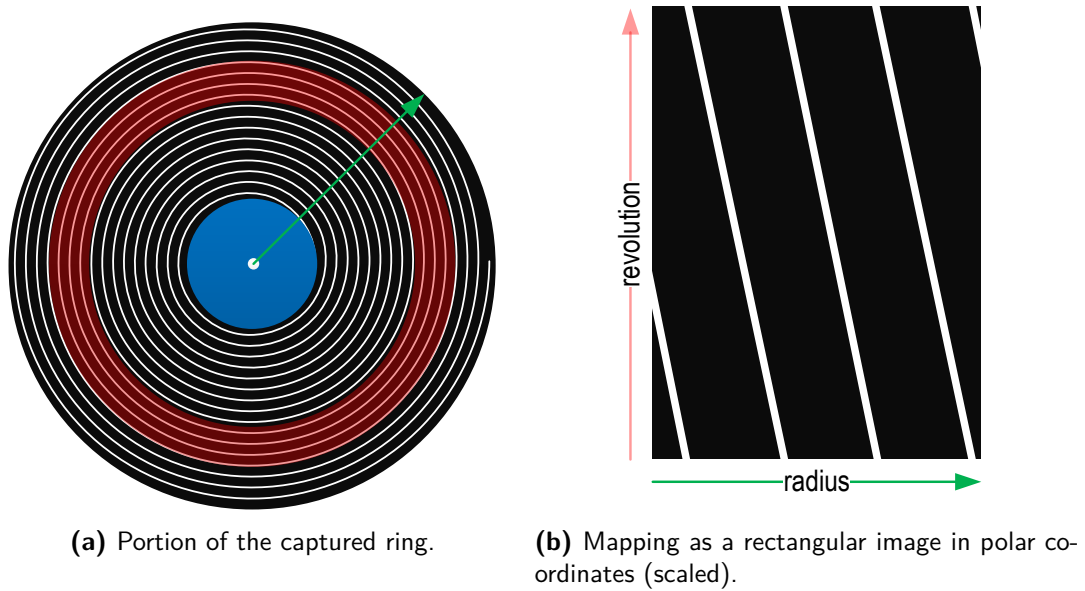 revolution
radius
(a) Portion of the captured ring.
(b) Mapping as a rectangular image in polar co-
ordinates (scaled).